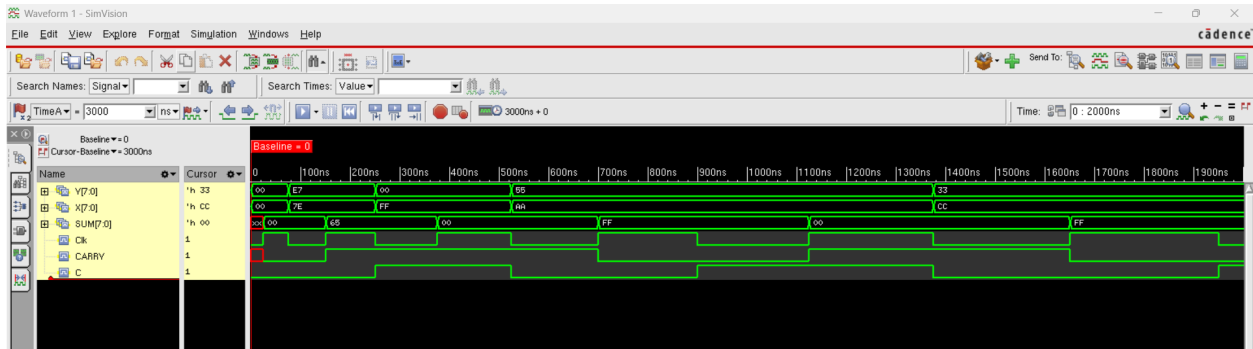 Waveform 1 - SimVision
File Edit View Explore Format Simulation Windows Help
cādence
Send To:
Search Names: Signal Search Times: Value
TimeA = 3000 ns 3000ns + 0 Time: 0 : 2000ns
Baseline = 0
Cursor-Baseline = 3000ns
Baseline = 0
Name Cursor 0 100ns 200ns 300ns 400ns 500ns 600ns 700ns 800ns 900ns 1000ns 1100ns 1200ns 1300ns 1400ns 1500ns 1600ns 1700ns 1800ns 1900ns
Y[7:0] 'h 33 00 E7 00 55 33
X[7:0] 'h CC 00 7E FF AA CC
SUM[7:0] 'h 00 xx 00 65 00 FF 00 FF
Clk 1
CARRY 1
C 1